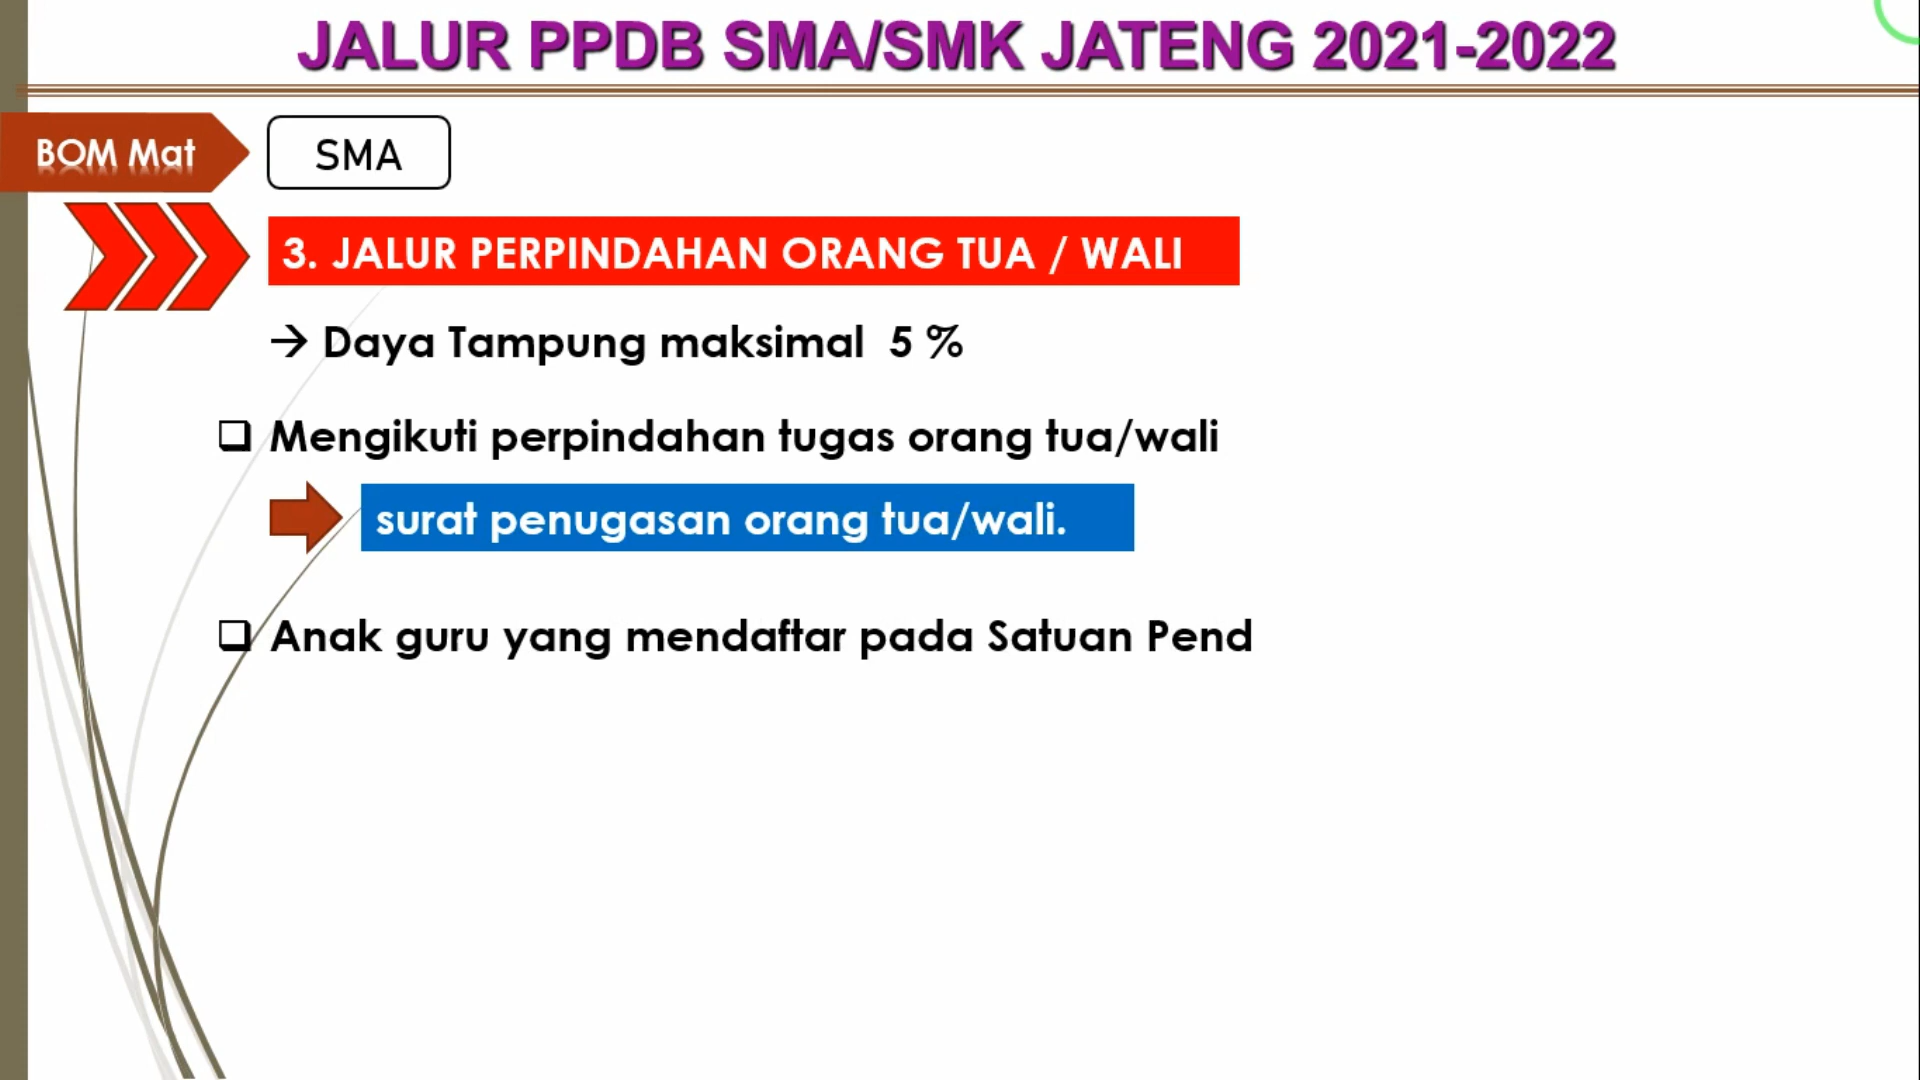 JALUR PPDB SMA/SMK JATENG 2021-2022
BOM Mat
SMA
3. JALUR PERPINDAHAN ORANG TUA / WALI
→ Daya Tampung maksimal 5 %
❑ Mengikuti perpindahan tugas orang tua/wali
surat penugasan orang tua/wali.
❑ Anak guru yang mendaftar pada Satuan Pend